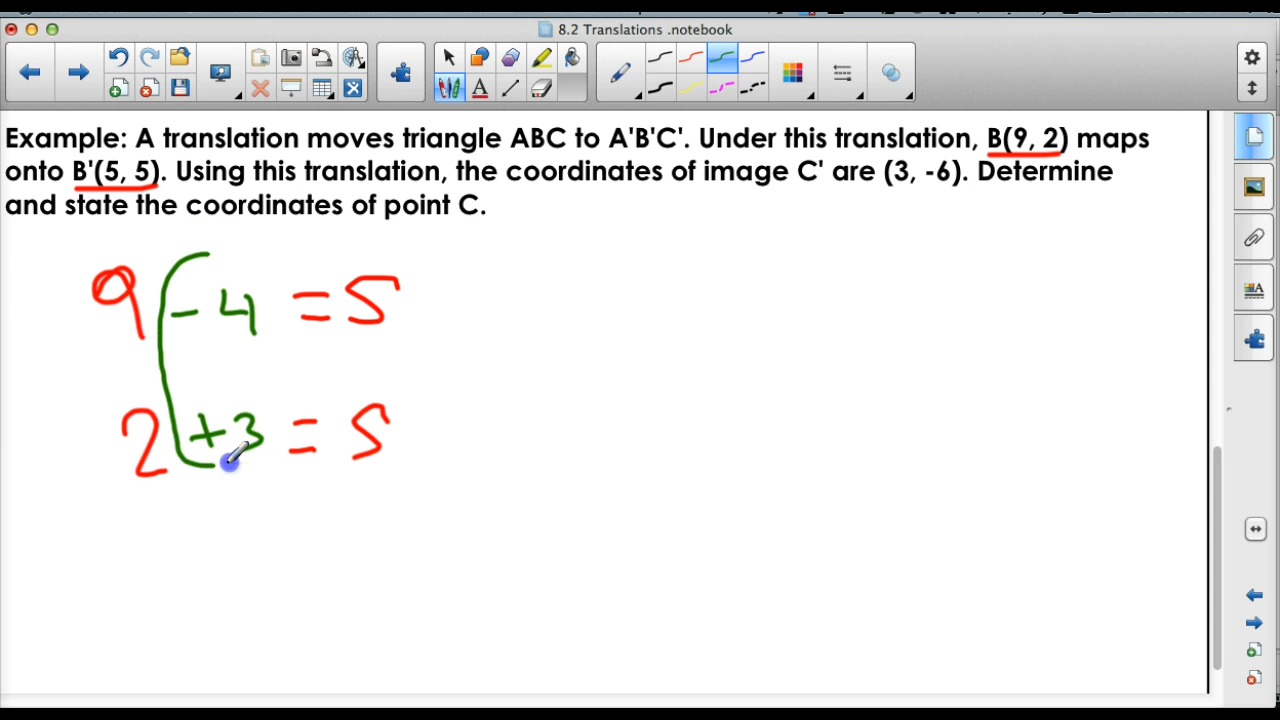 8.2 Translations .notebook
Example: A translation moves triangle ABC to A'B'C'. Under this translation, B(9, 2) maps
onto B'(5, 5). Using this translation, the coordinates of image C' are (3, -6). Determine
and state the coordinates of point C.
9 - 4 = 5
2 + 3 = 5